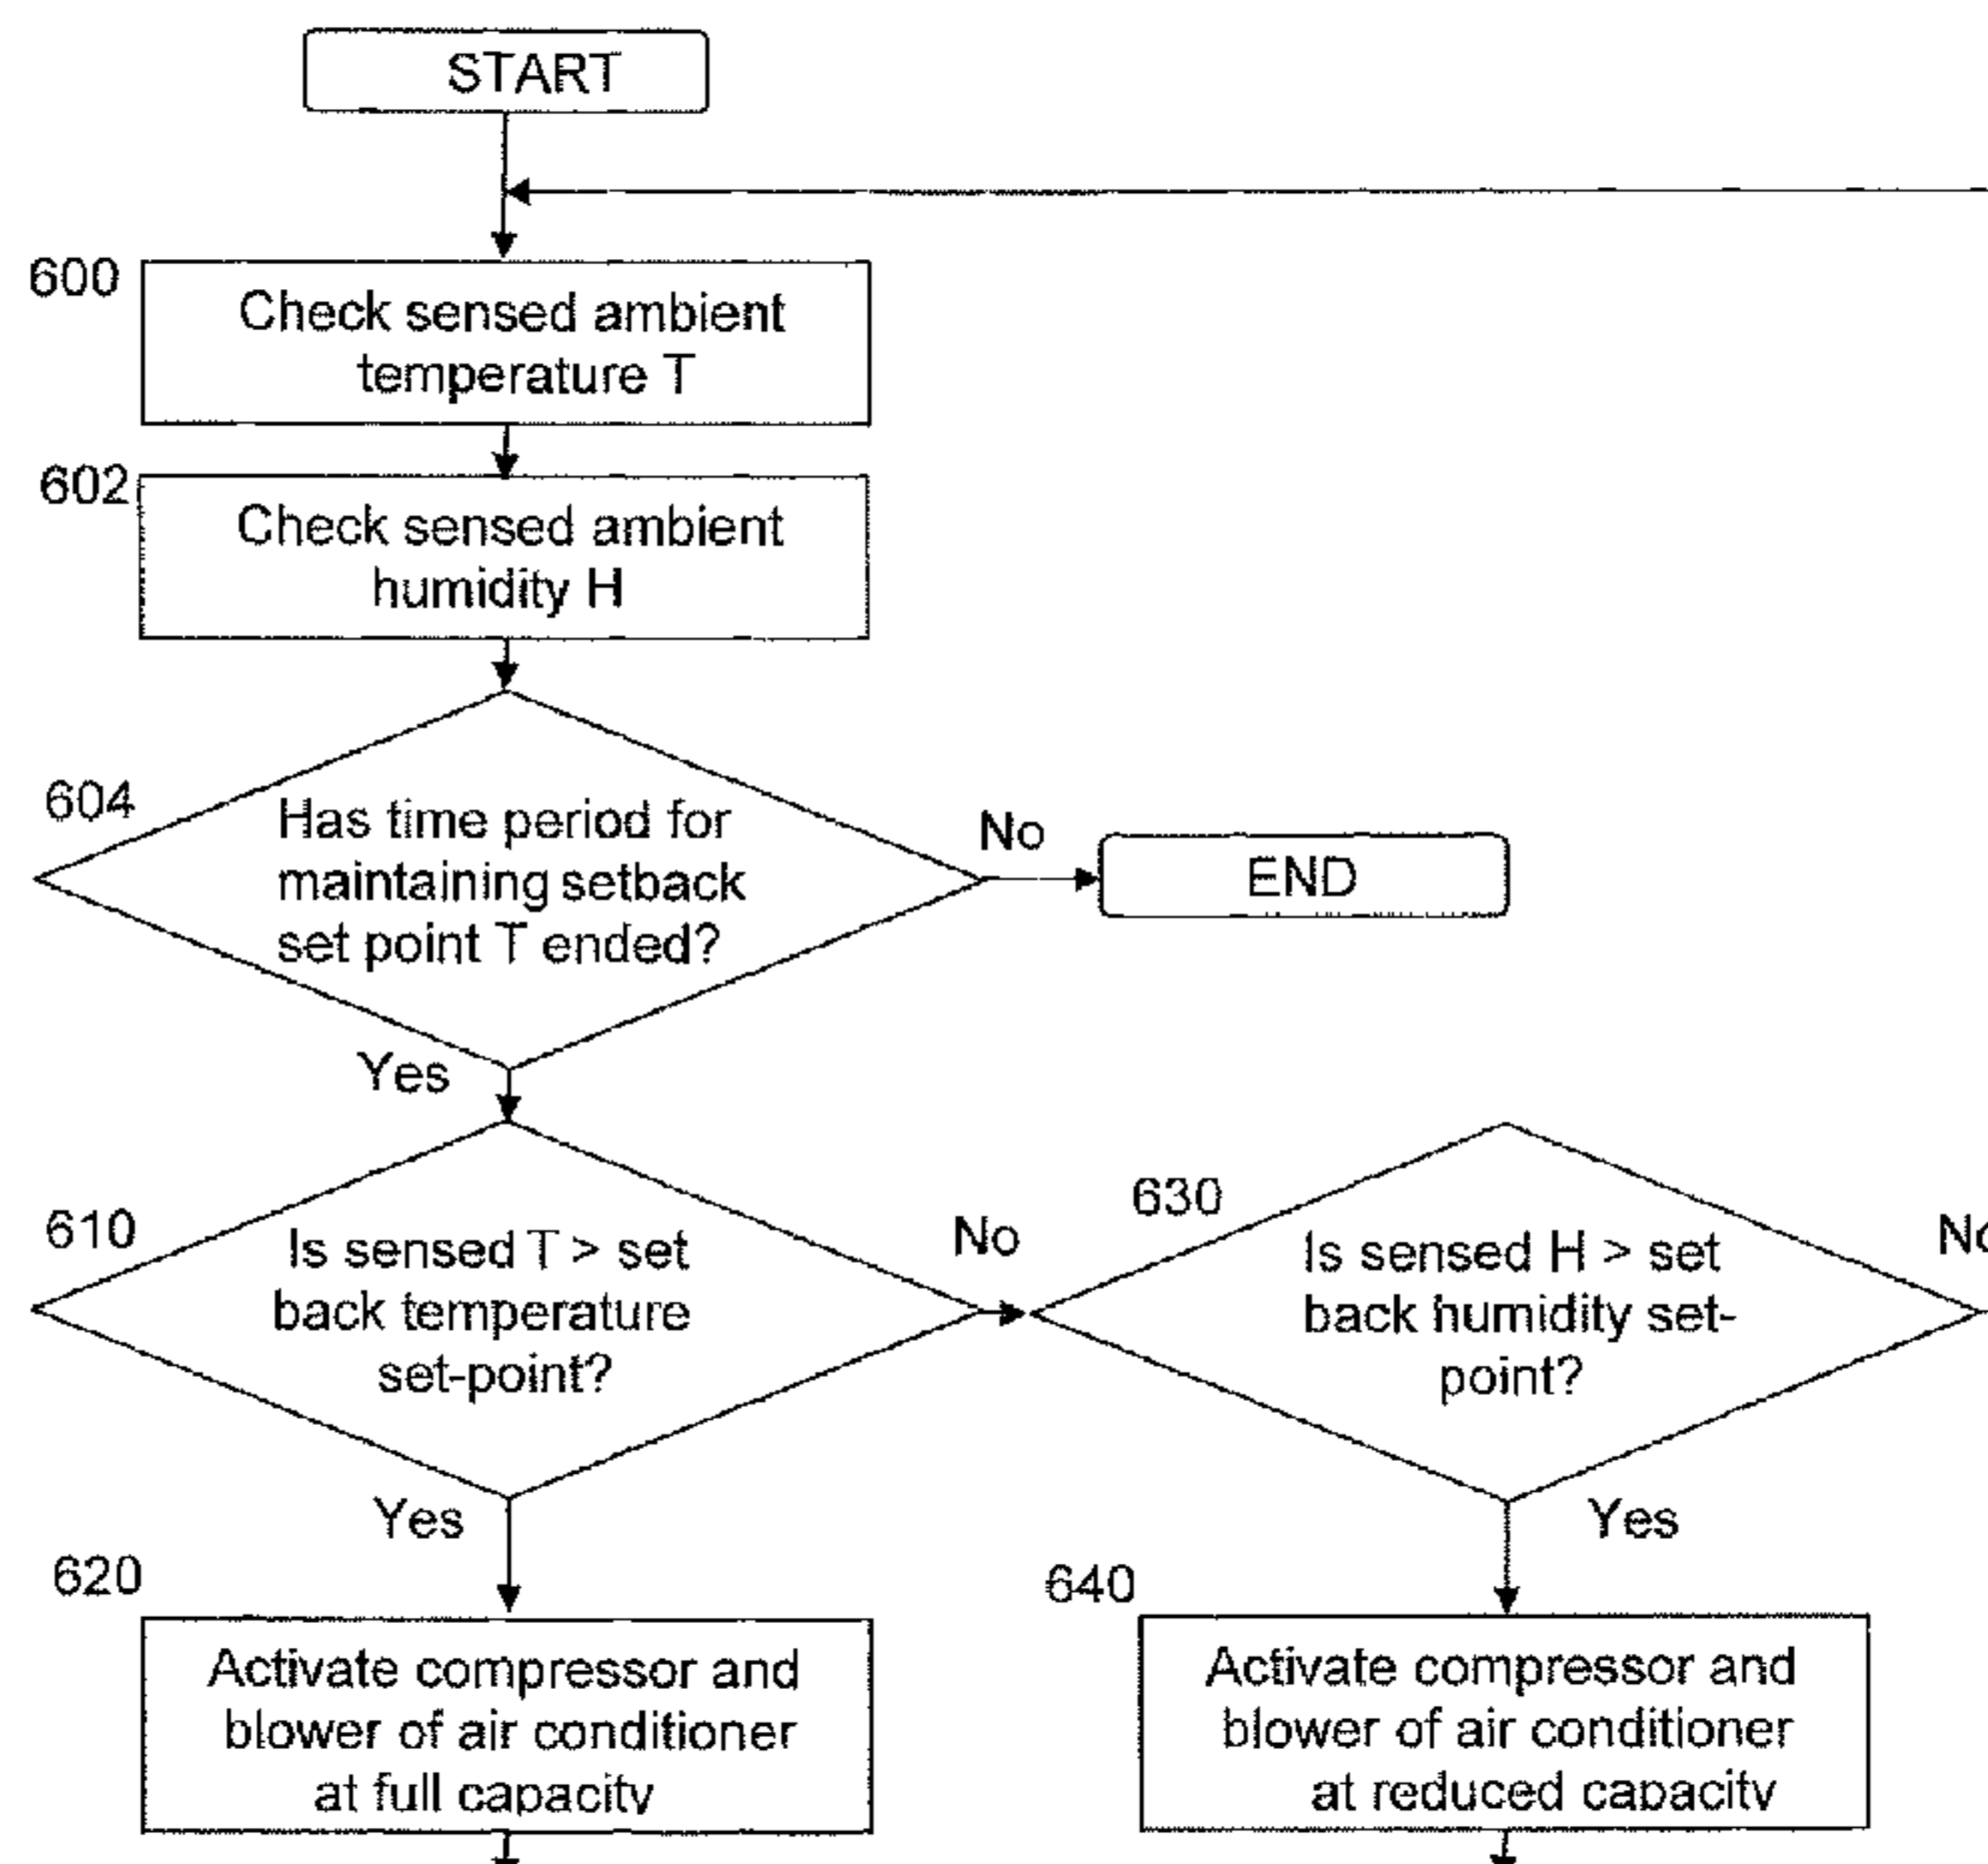 START
600
Check sensed ambient
temperature T
602
Check sensed ambient
humidity H
604
Has time period for
maintaining setback
set point T ended?
No
END
Yes
610
Is sensed T > set
back temperature
set-point?
No
630
Is sensed H > set
back humidity set-
point?
No
Yes
Yes
620
Activate compressor and
blower of air conditioner
at full capacity
640
Activate compressor and
blower of air conditioner
at reduced capacity